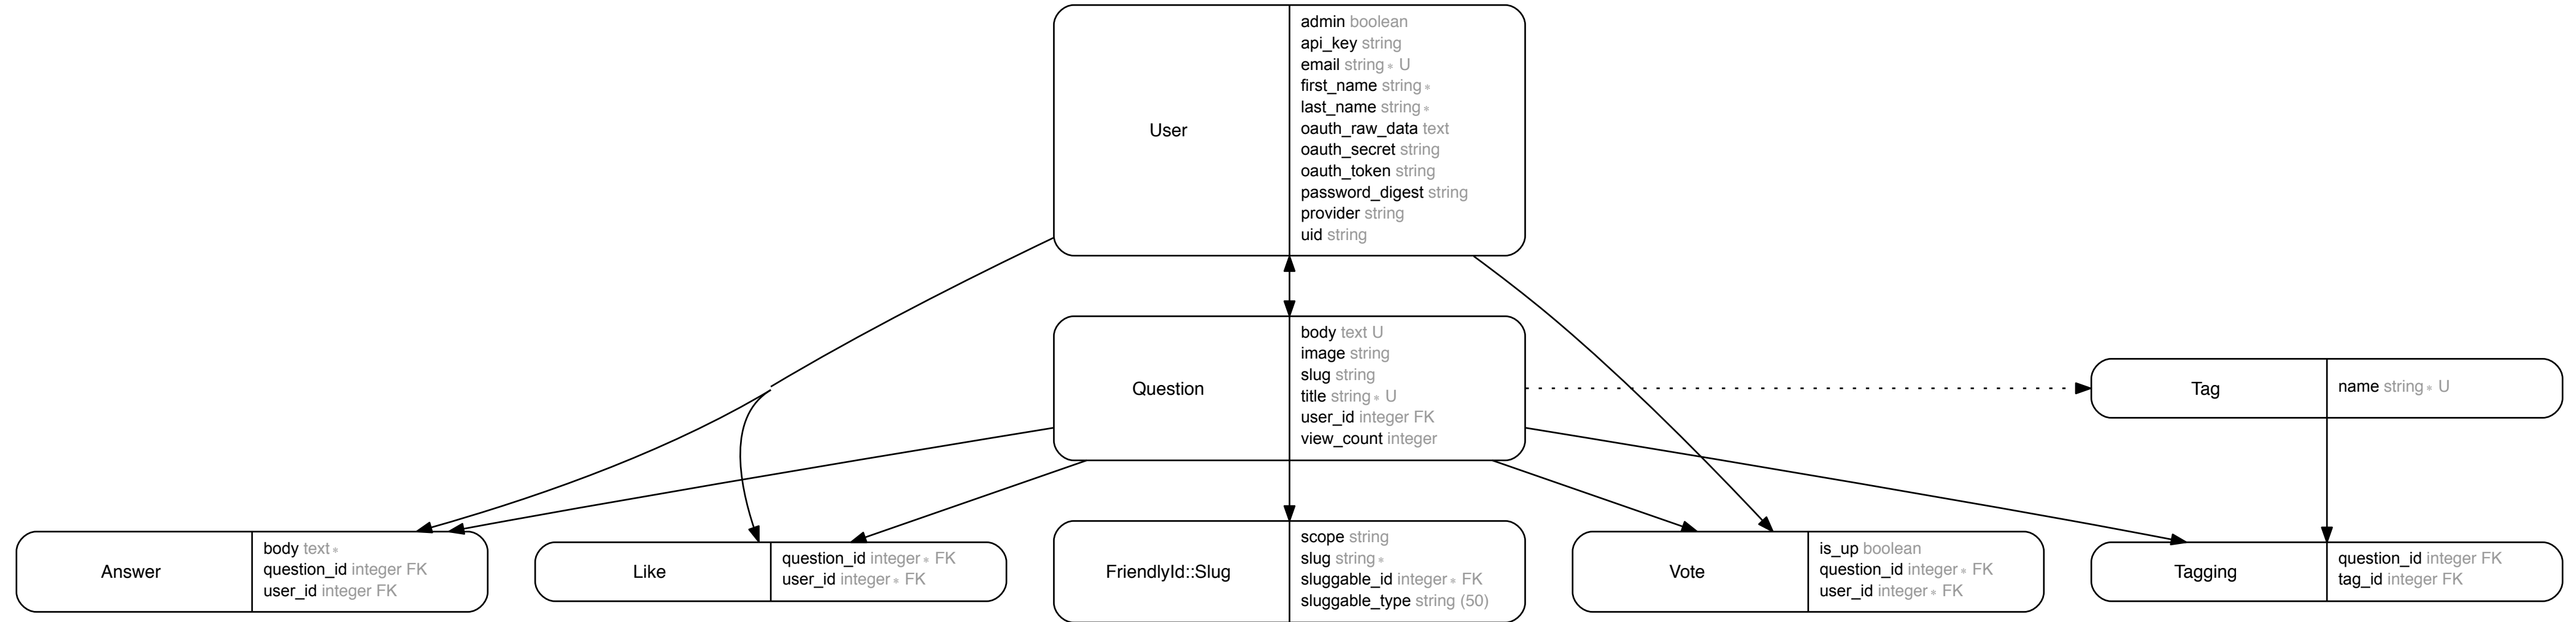 User
admin boolean
api_key string
email string∗ U
first_name string∗
last_name string∗
oauth_raw_data text
oauth_secret string
oauth_token string
password_digest string
provider string
uid string
Question
body text U
image string
slug string
title string∗ U
user_id integer FK
view_count integer
Tag
name string∗ U
Answer
body text∗
question_id integer FK
user_id integer FK
Like
question_id integer∗ FK
user_id integer∗ FK
FriendlyId::Slug
scope string
slug string∗
sluggable_id integer∗ FK
sluggable_type string (50)
Vote
is_up boolean
question_id integer∗ FK
user_id integer∗ FK
Tagging
question_id integer FK
tag_id integer FK